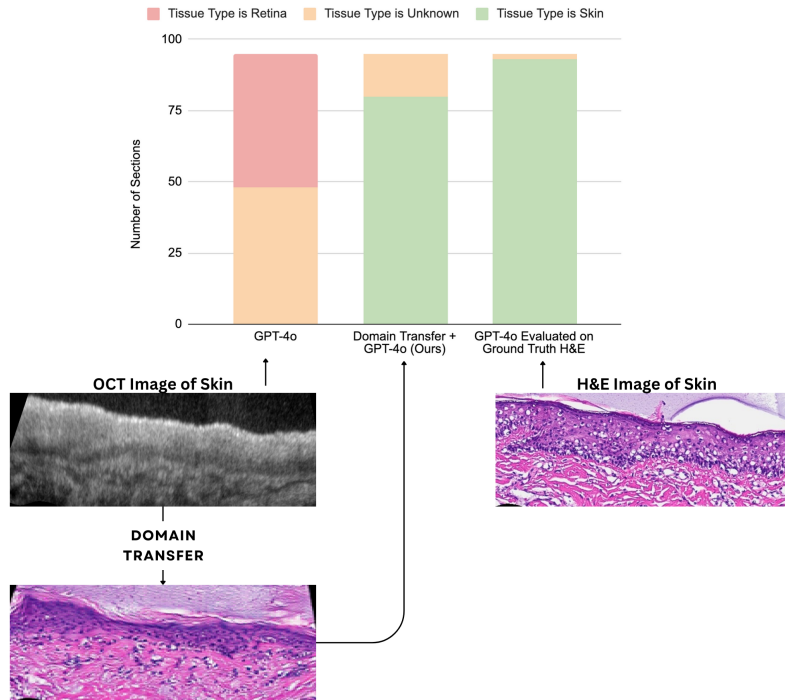 Tissue Type is Retina
Tissue Type is Unknown
Tissue Type is Skin
100
75
50
25
0
Number of Sections
GPT-4o
Domain Transfer +
GPT-4o (Ours)
GPT-4o Evaluated on
Ground Truth H&E
OCT Image of Skin
H&E Image of Skin
DOMAIN
TRANSFER